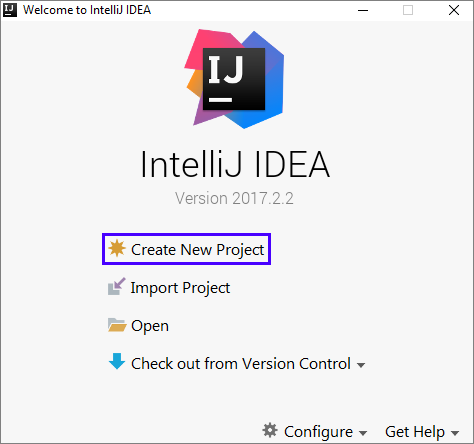 IJ Welcome to IntelliJ IDEA
IJ
IntelliJ IDEA
Version 2017.2.2
Create New Project
Import Project
Open
Check out from Version Control
Configure Get Help